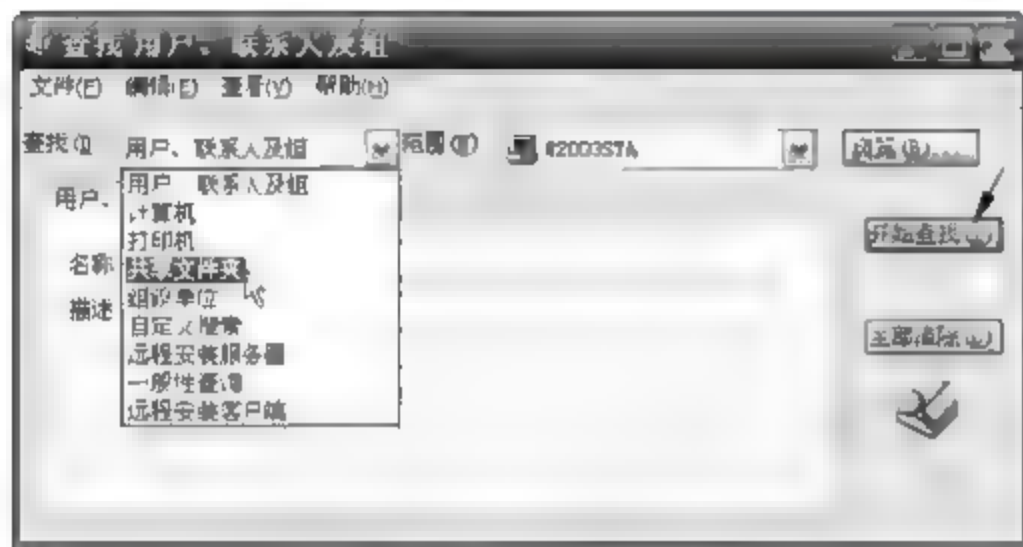 查找 用户、联系人及组
文件(F) 编辑(E) 查看(V) 帮助(H)
查找(I) 用户、联系人及组 范围(W) W2003STA 浏览(B)...
用户、
用户 联系人及组
计算机
打印机
共享文件夹
组织单位
自定义搜索
远程安装服务器
一般性查询
远程安装客户端
名称
描述
开始查找
全部清除